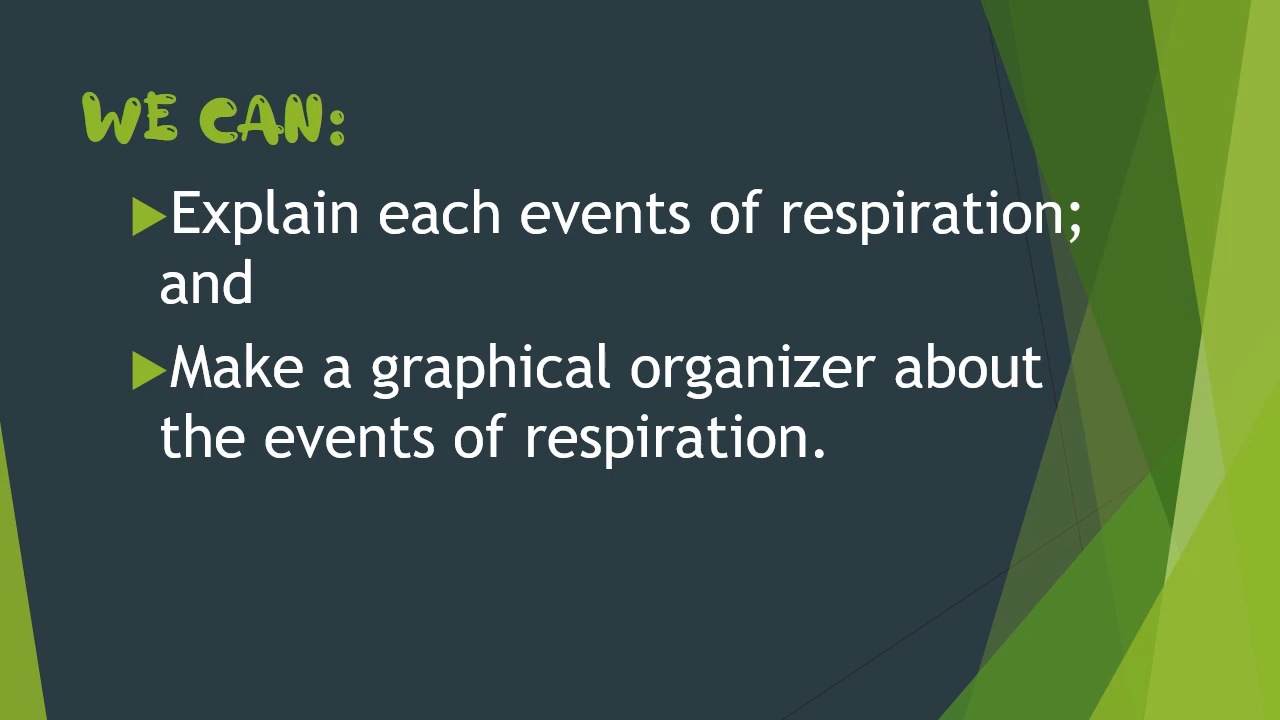 WE CAN:
Explain each events of respiration;
and
Make a graphical organizer about
the events of respiration.